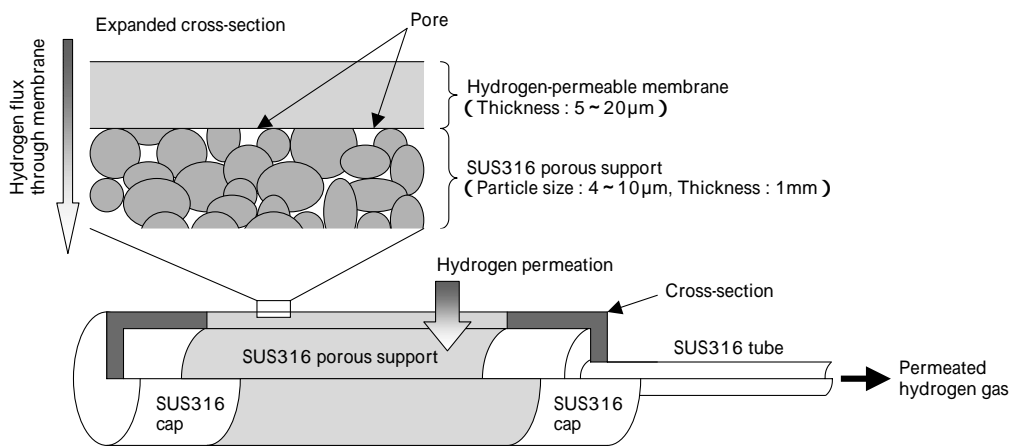 Expanded cross-section
Pore
Hydrogen flux
through membrane
Hydrogen-permeable membrane
(Thickness : 5 ~ 20μm)
SUS316 porous support
(Particle size : 4 ~ 10μm, Thickness : 1mm)
Hydrogen permeation
Cross-section
SUS316 porous support
SUS316 tube
Permeated
hydrogen gas
SUS316
cap
SUS316
cap